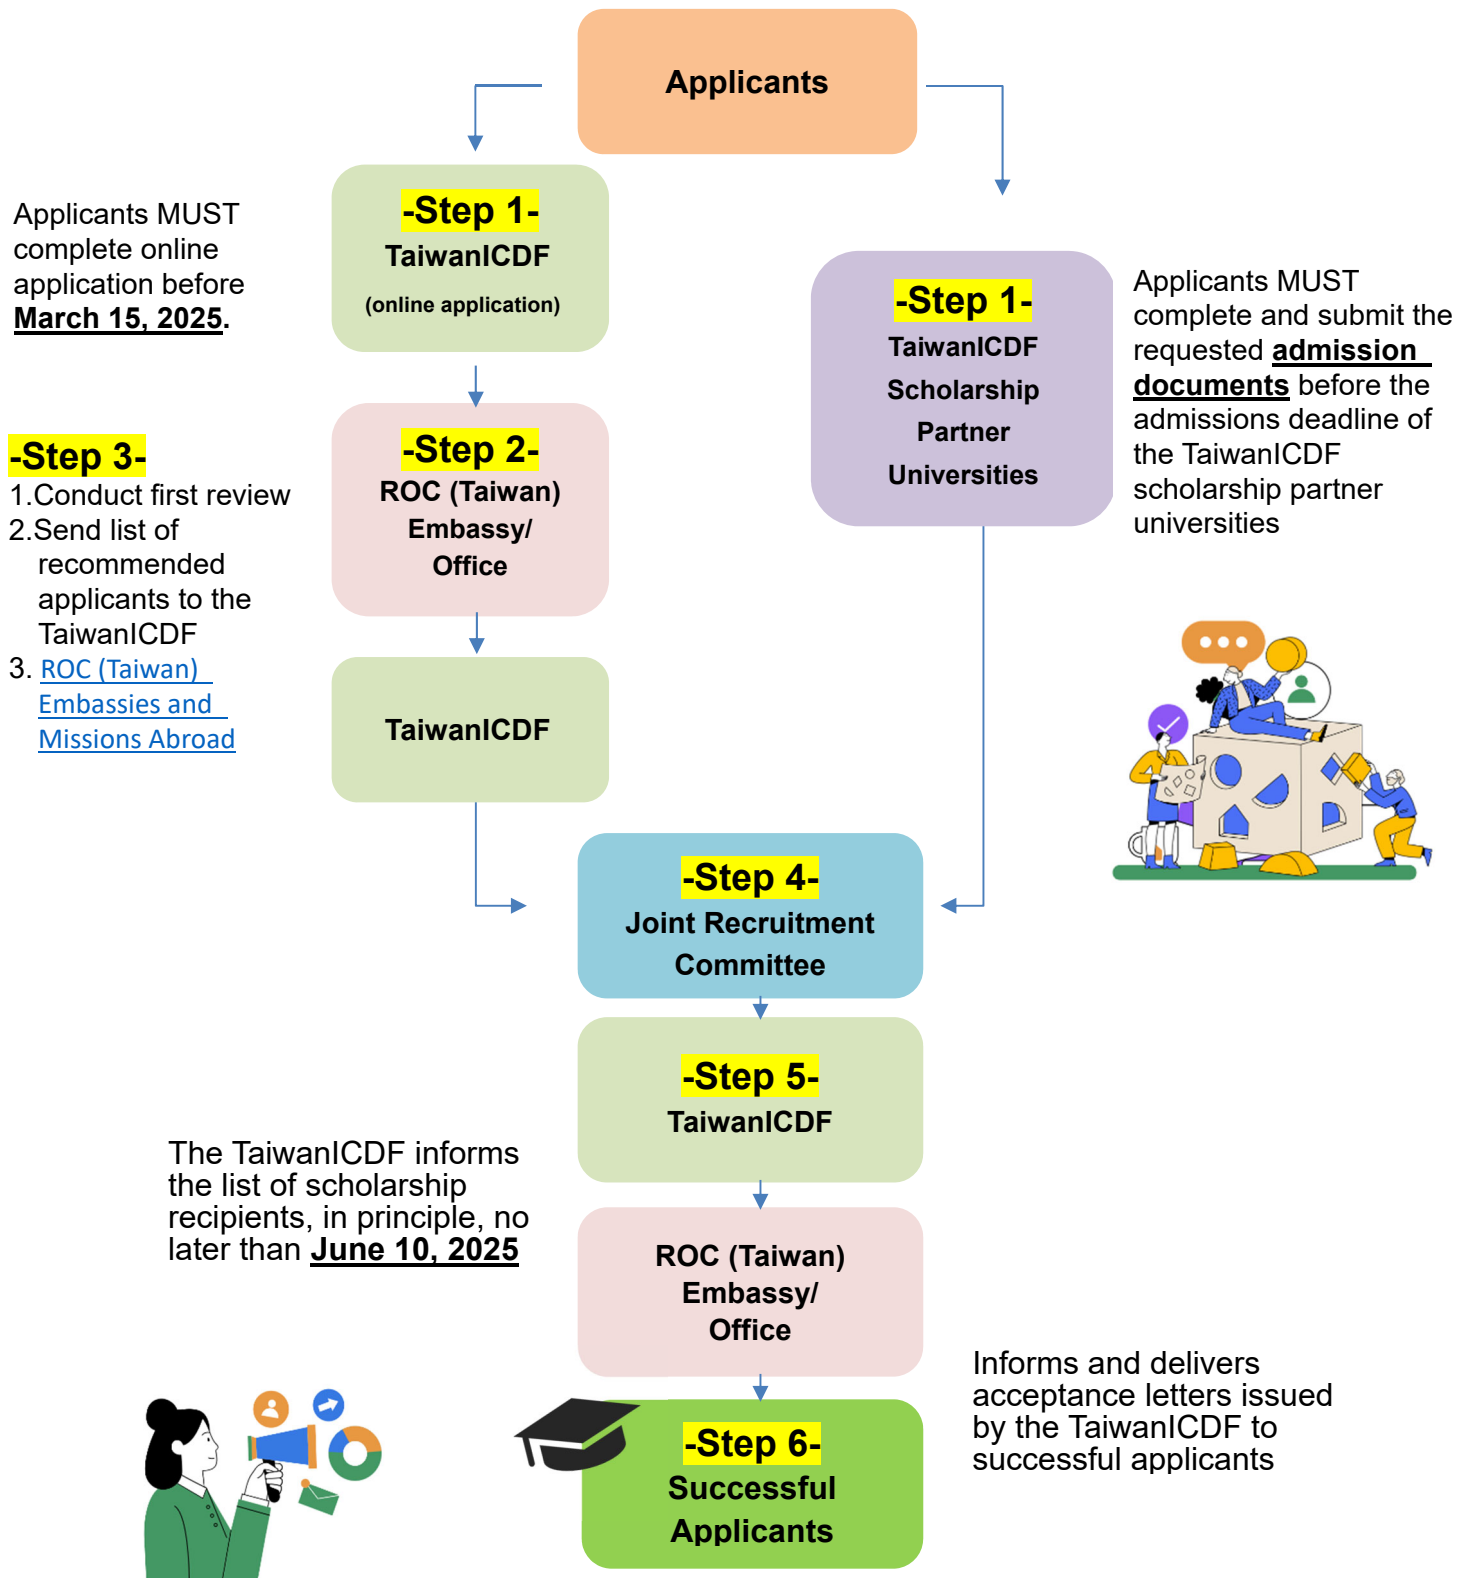 Applicants
-Step 1-
TaiwanICDF
(online application)
Applicants MUST
complete online
application before
March 15, 2025.
-Step 1-
TaiwanICDF
Scholarship
Partner
Universities
Applicants MUST
complete and submit the
requested admission
documents before the
admissions deadline of
the TaiwanICDF
scholarship partner
universities
-Step 2-
ROC (Taiwan)
Embassy/
Office
-Step 3-
1.Conduct first review
2.Send list of
recommended
applicants to the
TaiwanICDF
3. ROC (Taiwan)
Embassies and
Missions Abroad
TaiwanICDF
-Step 4-
Joint Recruitment
Committee
-Step 5-
TaiwanICDF
The TaiwanICDF informs
the list of scholarship
recipients, in principle, no
later than June 10, 2025
ROC (Taiwan)
Embassy/
Office
Informs and delivers
acceptance letters issued
by the TaiwanICDF to
successful applicants
-Step 6-
Successful
Applicants